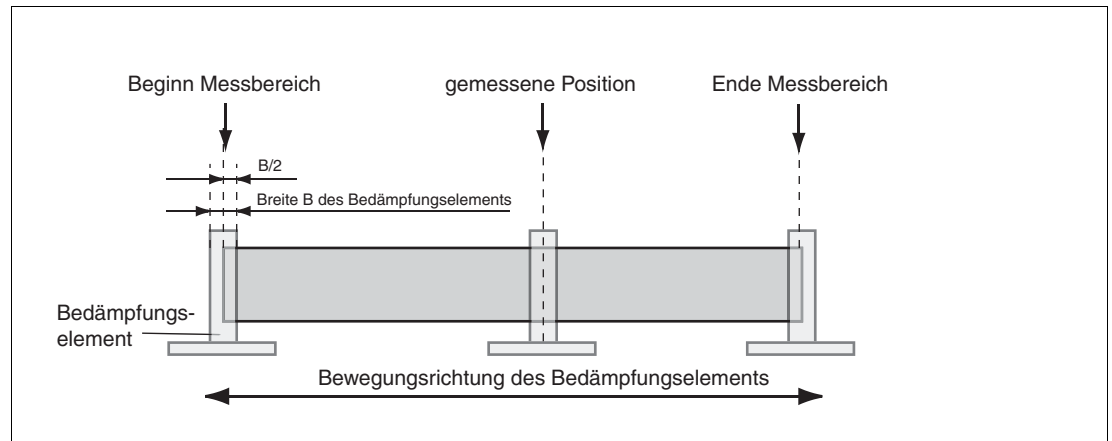 Beginn Messbereich
gemessene Position
Ende Messbereich
B/2
Breite B des Bedämpfungselements
Bedämpfungs-
element
Bewegungsrichtung des Bedämpfungselements